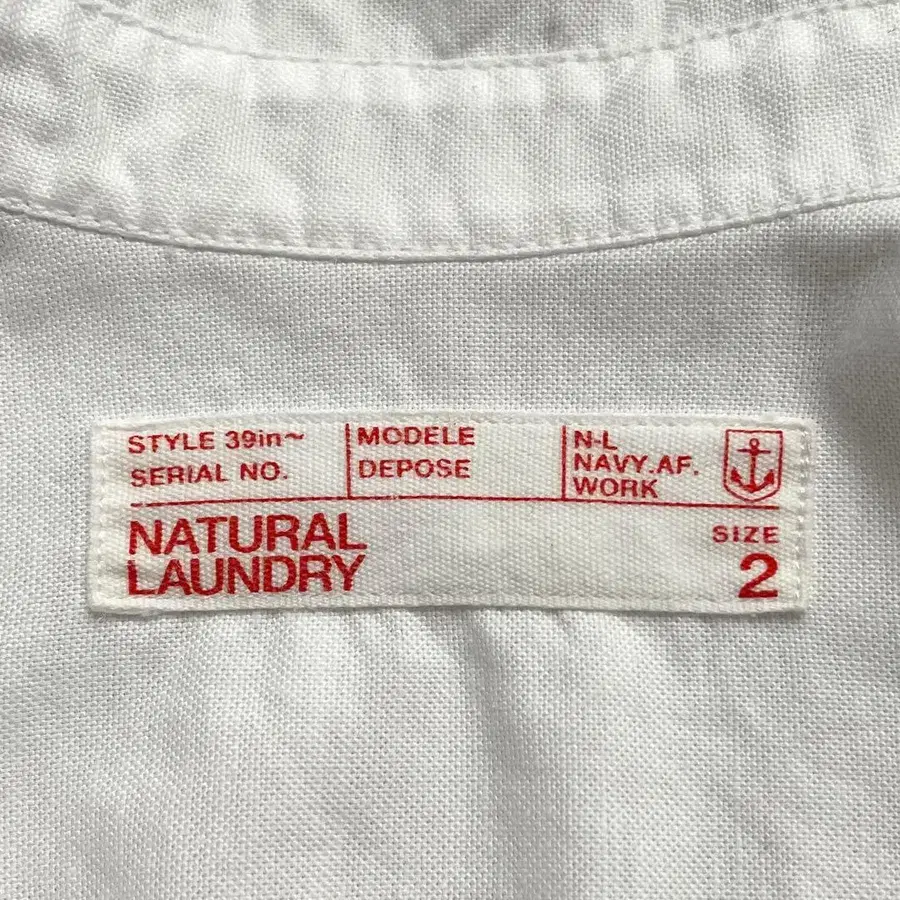 STYLE 39in~
SERIAL NO.
MODELE
DEPOSE
N-L
NAVY.AF.
WORK
NATURAL
LAUNDRY
SIZE
2